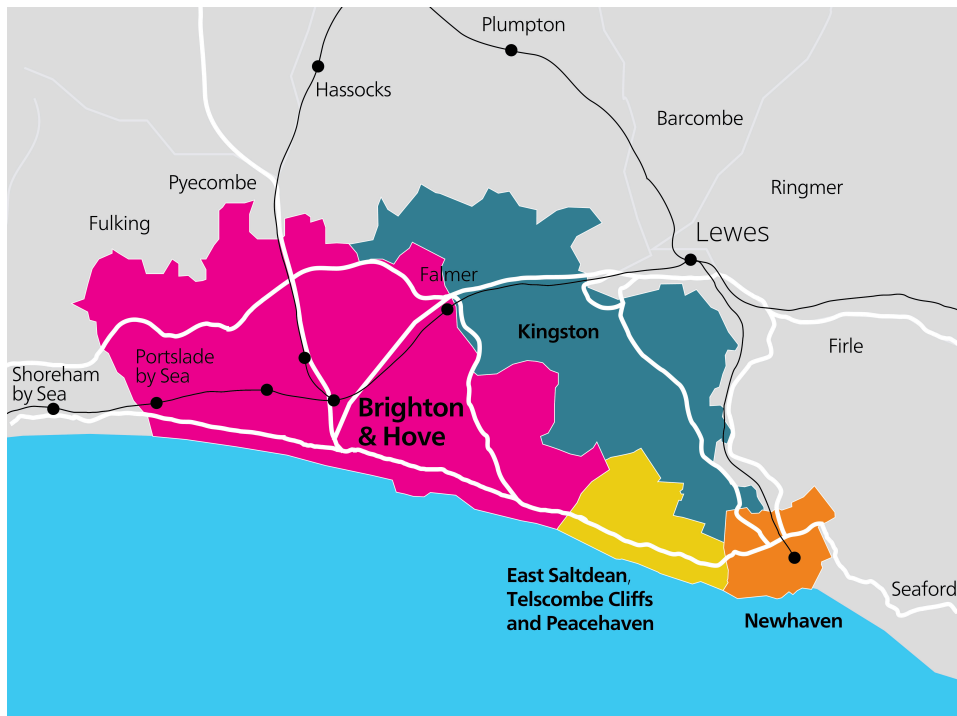 Plumpton
Hassocks
Barcombe
Pyecombe
Ringmer
Fulking
Lewes
Falmer
Kingston
Firle
Portslade
by Sea
Shoreham
by Sea
Brighton
& Hove
East Saltdean,
Telscombe Cliffs
and Peacehaven
Seaford
Newhaven